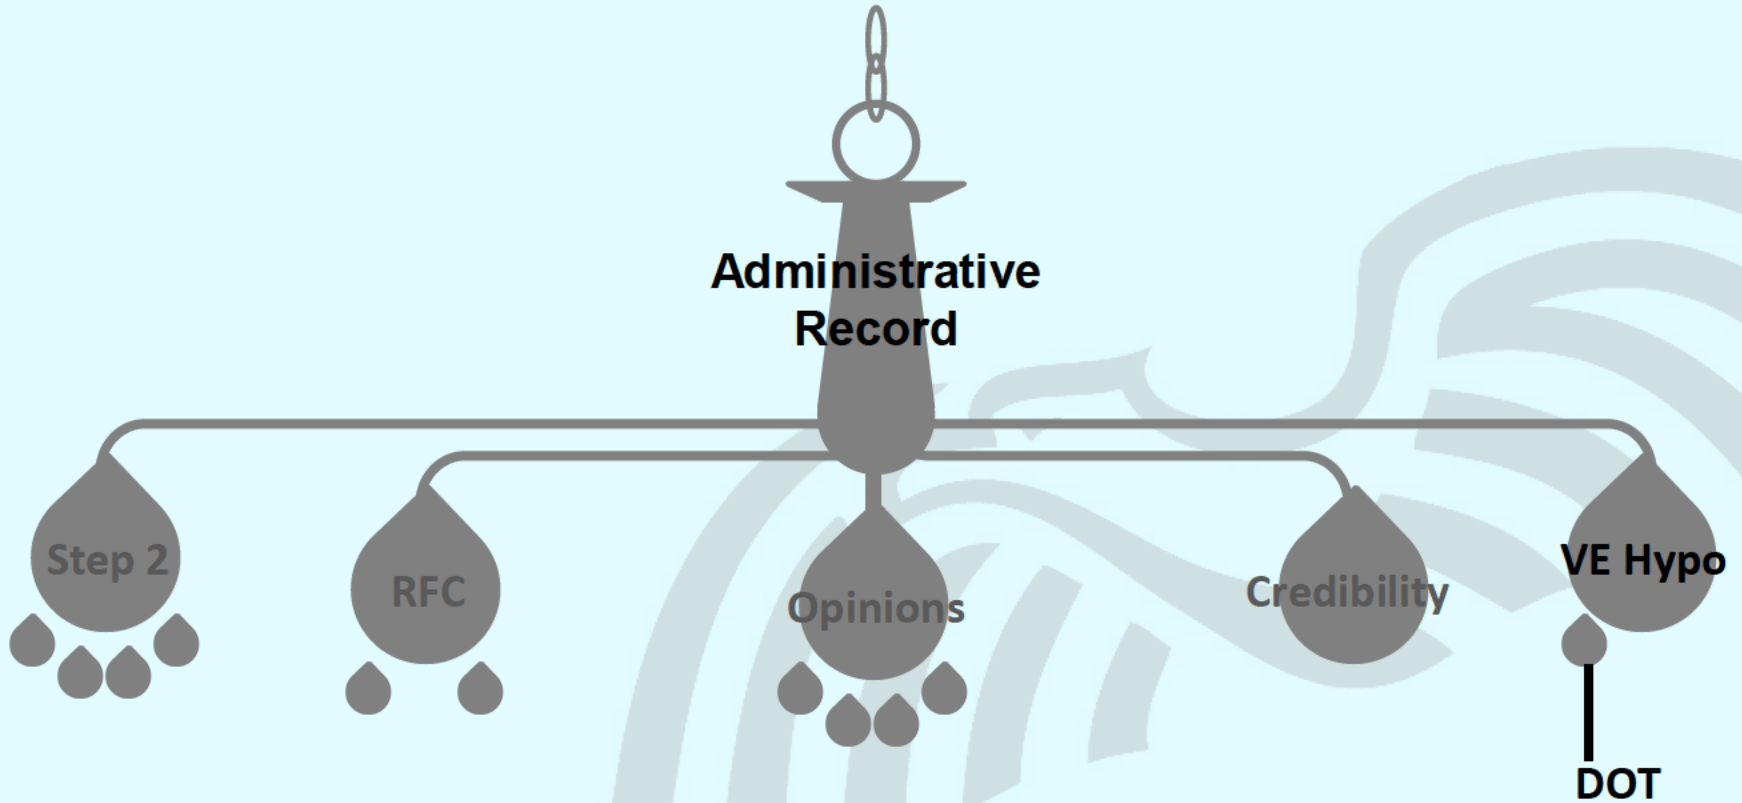 Administrative
Record
Step 2
RFC
Opinions
Credibility
VE Hypo
DOT